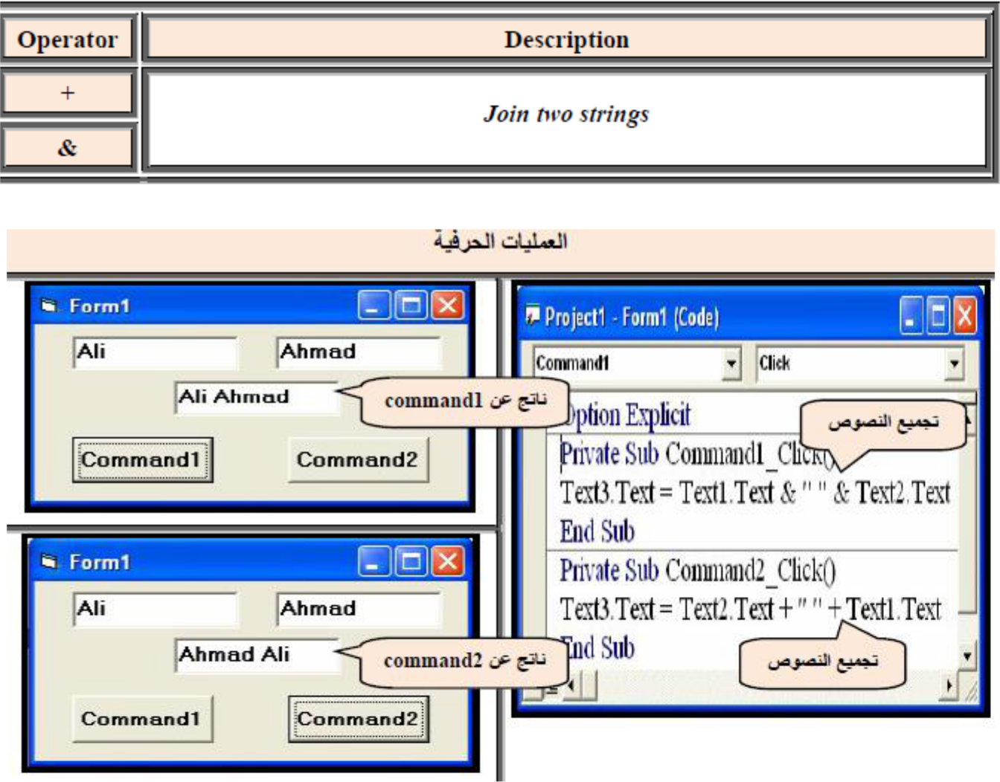 Operator Description
+
Join two strings
&
العمليات الحرفية
Form1
Ali Ahmad
Ali Ahmad
ناتج عن command1
Command1 Command2
Form1
Ali Ahmad
Ahmad Ali
ناتج عن command2
Command1 Command2
Project1 - Form1 (Code)
Command1 Click
Option Explicit
تجميع النصوص
Private Sub Command1_Click()
Text3.Text = Text1.Text & " " & Text2.Text
End Sub
Private Sub Command2_Click()
Text3.Text = Text2.Text + " " + Text1.Text
End Sub
تجميع النصوص